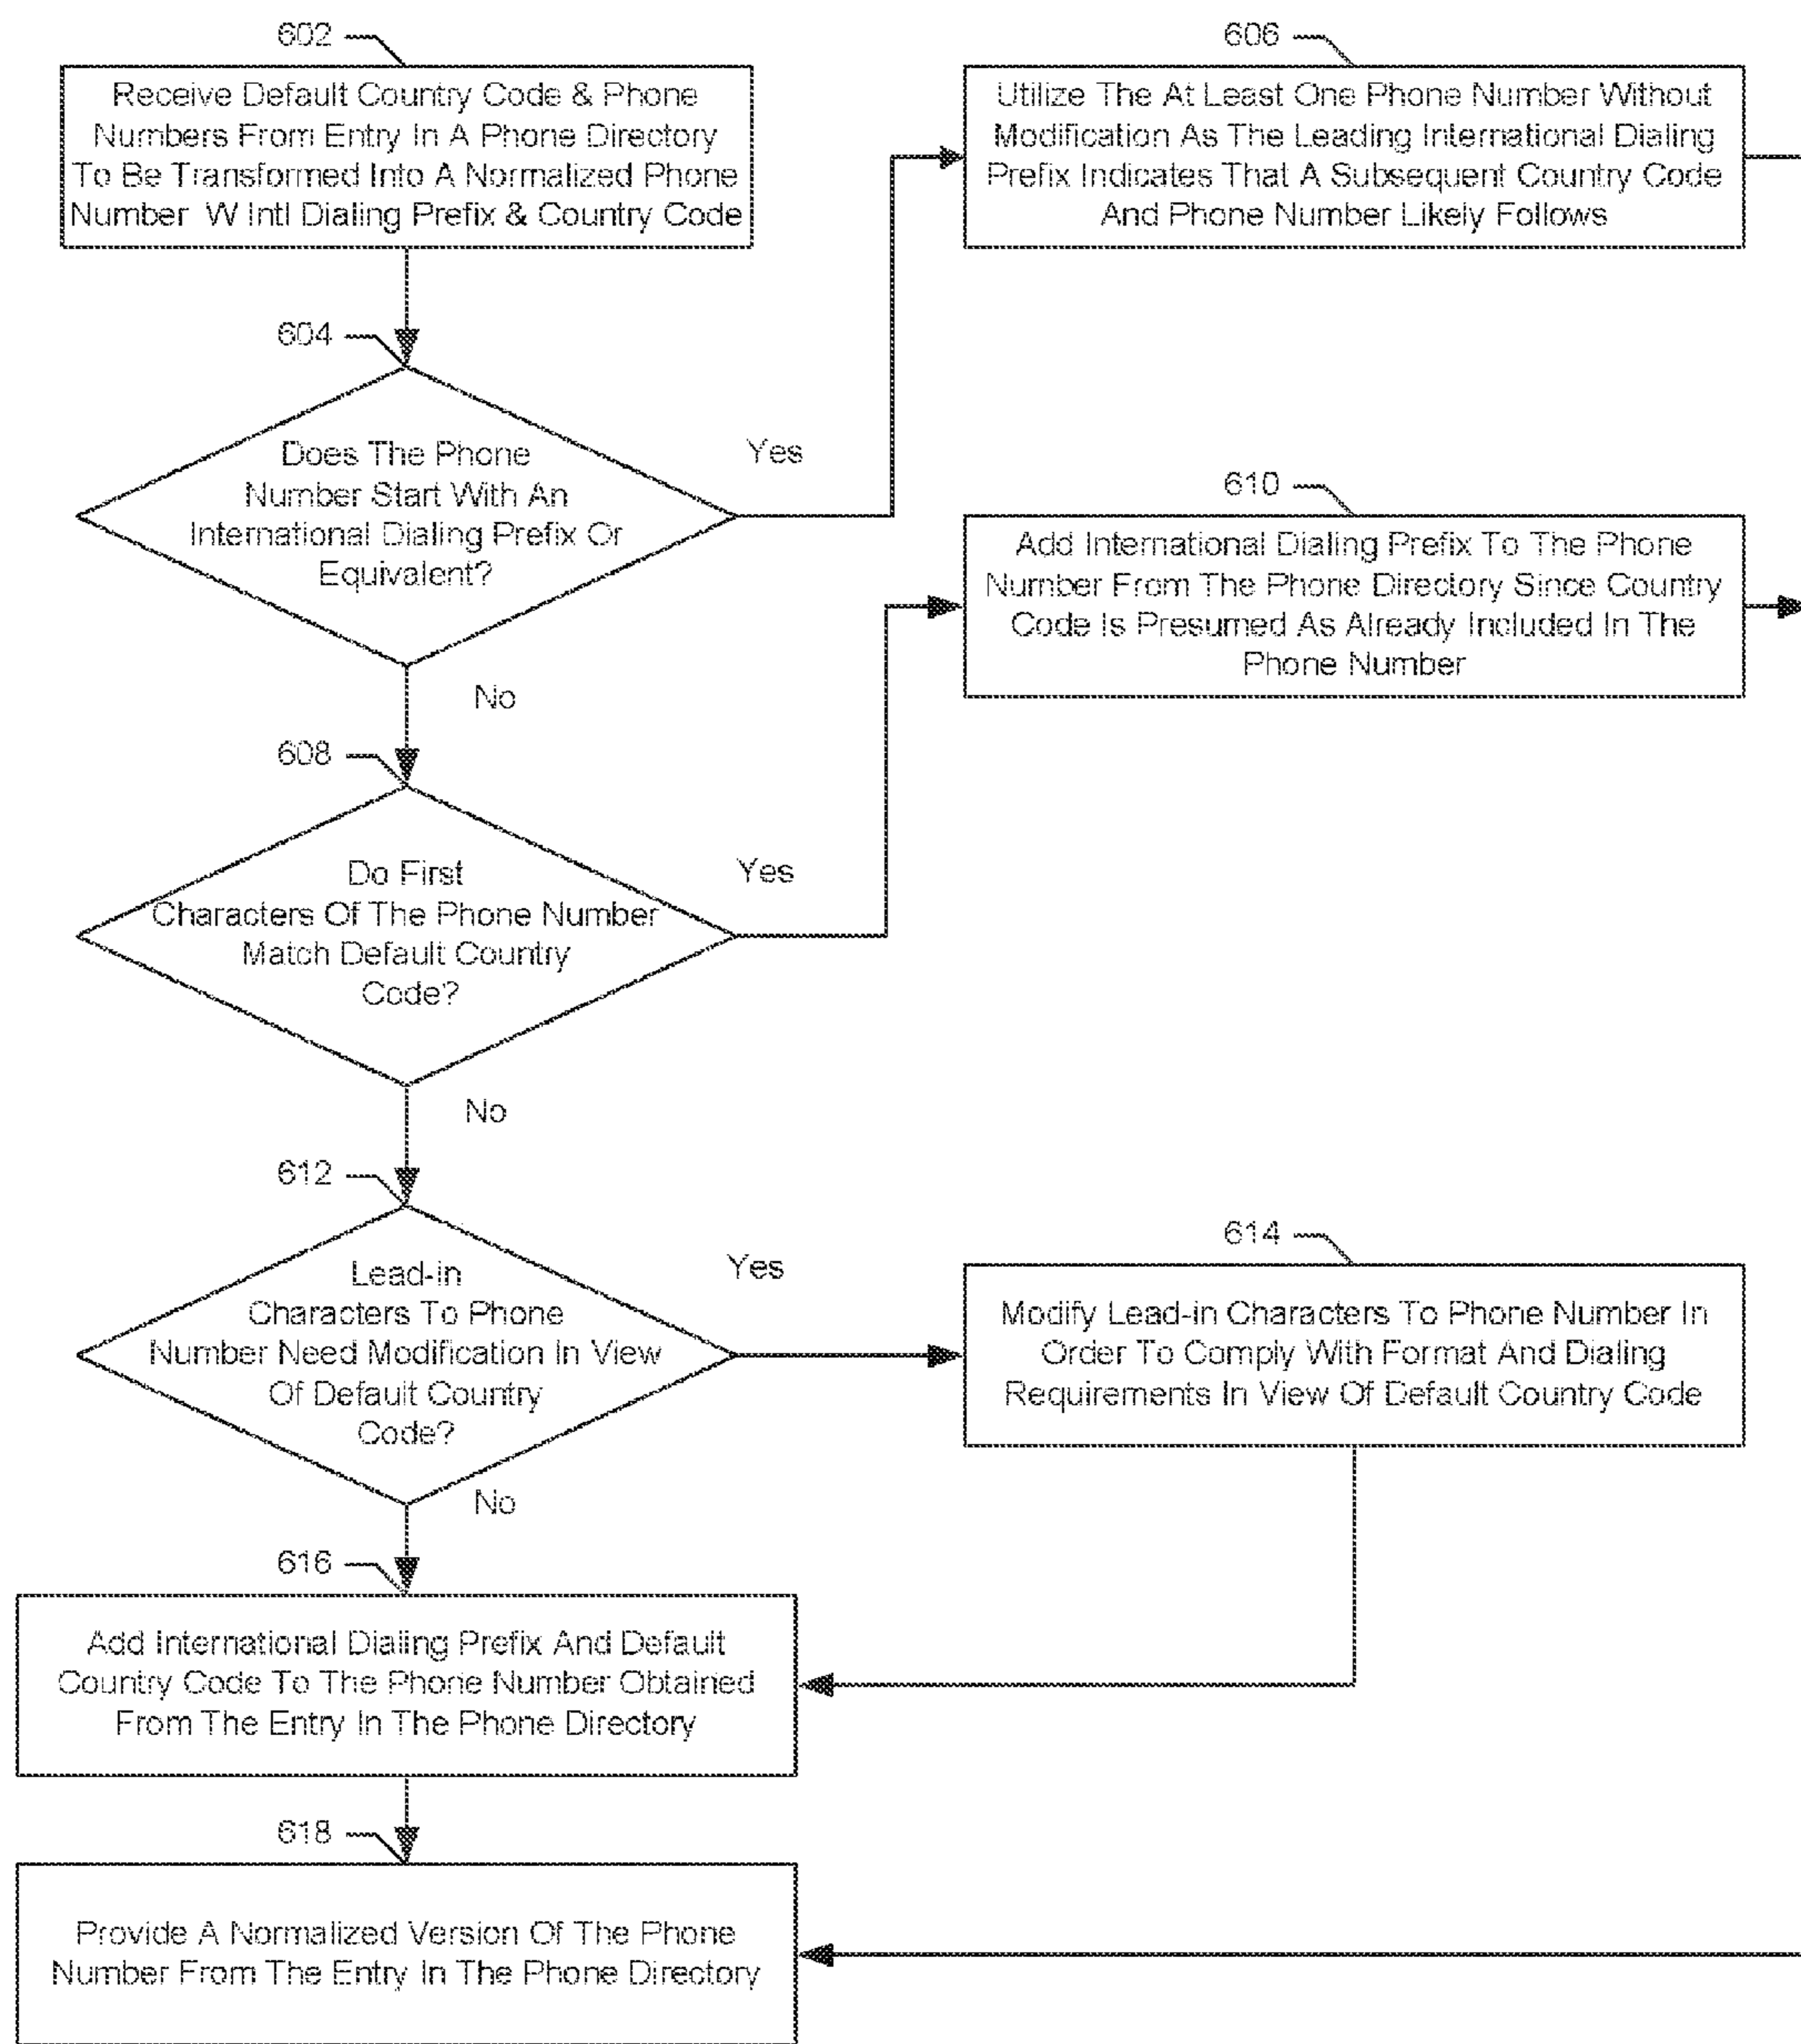 602
Receive Default Country Code & Phone
Numbers From Entry In A Phone Directory
To Be Transformed Into A Normalized Phone
Number W Intl Dialing Prefix & Country Code
606
Utilize The At Least One Phone Number Without
Modification As The Leading International Dialing
Prefix Indicates That A Subsequent Country Code
And Phone Number Likely Follows
604
Does The Phone
Number Start With An
International Dialing Prefix Or
Equivalent?
Yes
No
610
Add International Dialing Prefix To The Phone
Number From The Phone Directory Since Country
Code Is Presumed As Already Included In The
Phone Number
608
Do First
Characters Of The Phone Number
Match Default Country
Code?
Yes
No
612
Lead-in
Characters To Phone
Number Need Modification In View
Of Default Country
Code?
Yes
No
614
Modify Lead-in Characters To Phone Number In
Order To Comply With Format And Dialing
Requirements In View Of Default Country Code
616
Add International Dialing Prefix And Default
Country Code To The Phone Number Obtained
From The Entry In The Phone Directory
618
Provide A Normalized Version Of The Phone
Number From The Entry In The Phone Directory